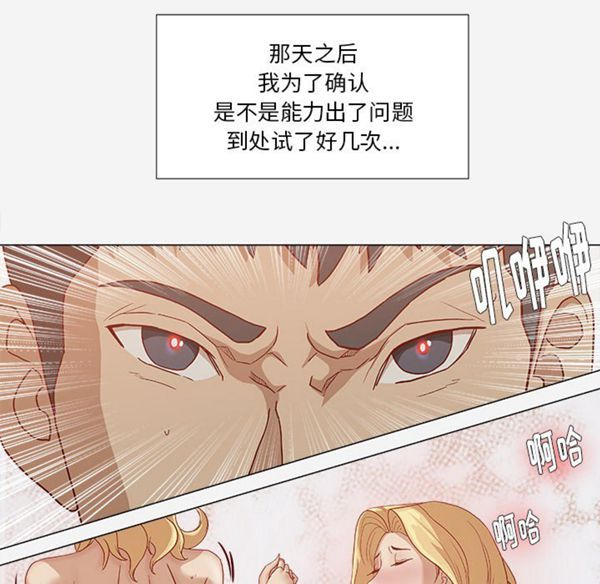 那天之后
我为了确认
是不是能力出了问题
到处试了好几次...
叽咿咿
啊哈
啊哈